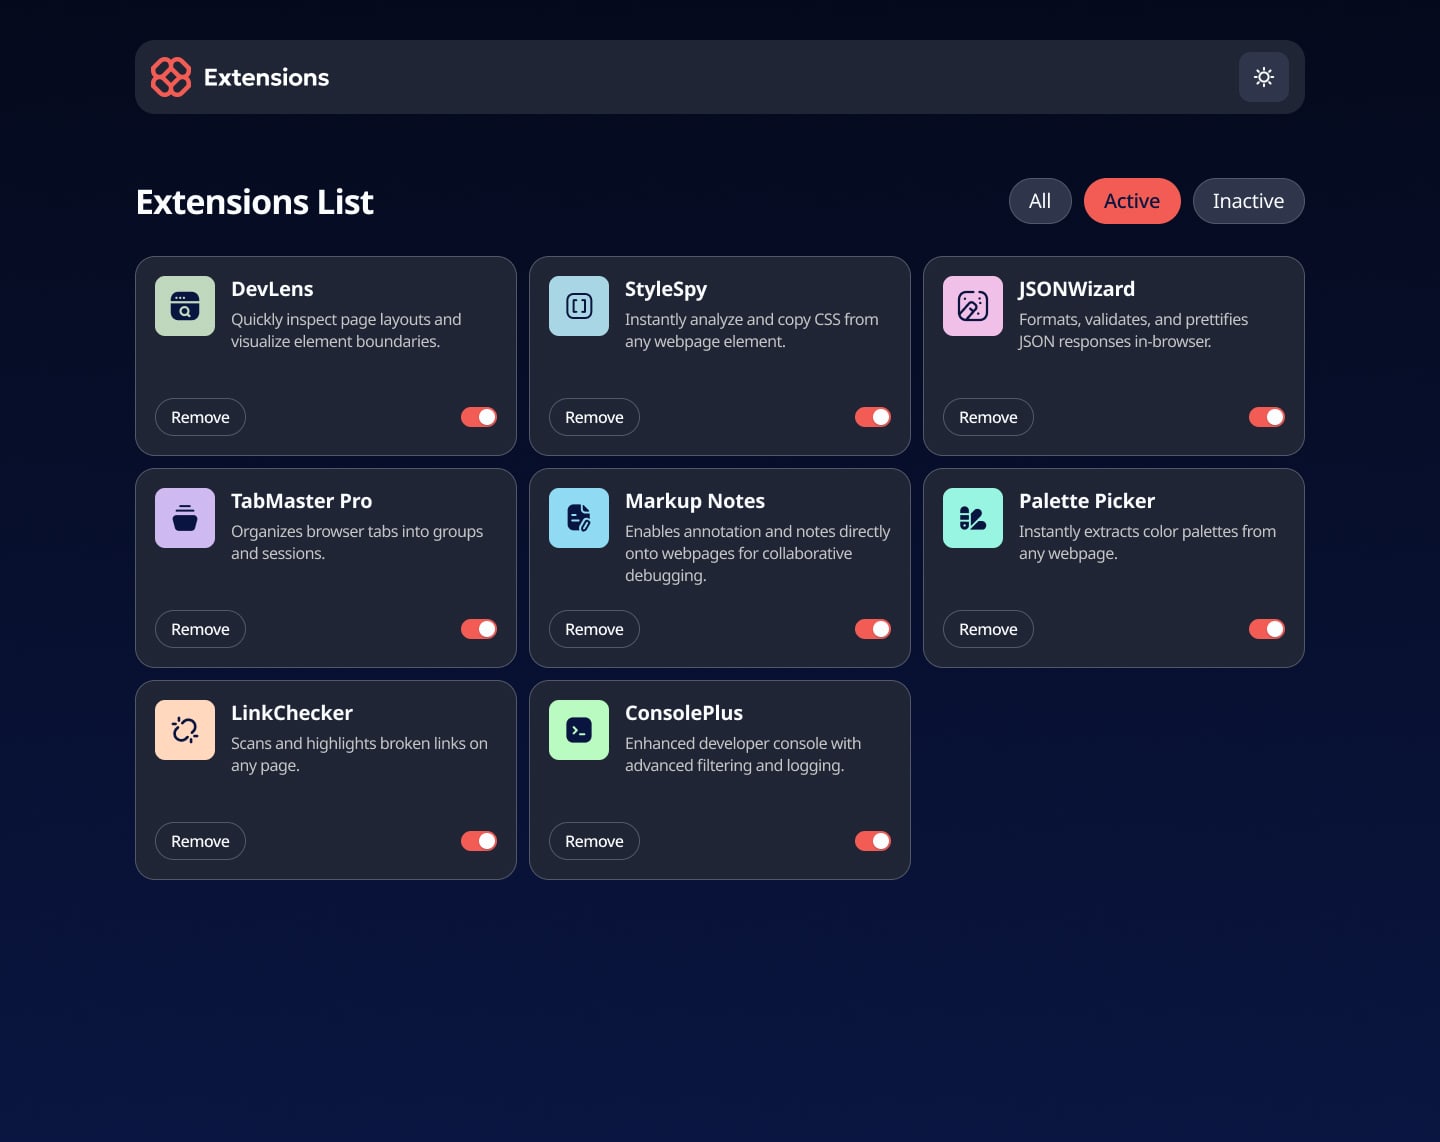 Extensions
Extensions List
All
Active
Inactive
DevLens
Quickly inspect page layouts and
visualize element boundaries.
Remove
StyleSpy
Instantly analyze and copy CSS from
any webpage element.
Remove
JSONWizard
Formats, validates, and prettifies
JSON responses in-browser.
Remove
TabMaster Pro
Organizes browser tabs into groups
and sessions.
Remove
Markup Notes
Enables annotation and notes directly
onto webpages for collaborative
debugging.
Remove
Palette Picker
Instantly extracts color palettes from
any webpage.
Remove
LinkChecker
Scans and highlights broken links on
any page.
Remove
ConsolePlus
Enhanced developer console with
advanced filtering and logging.
Remove